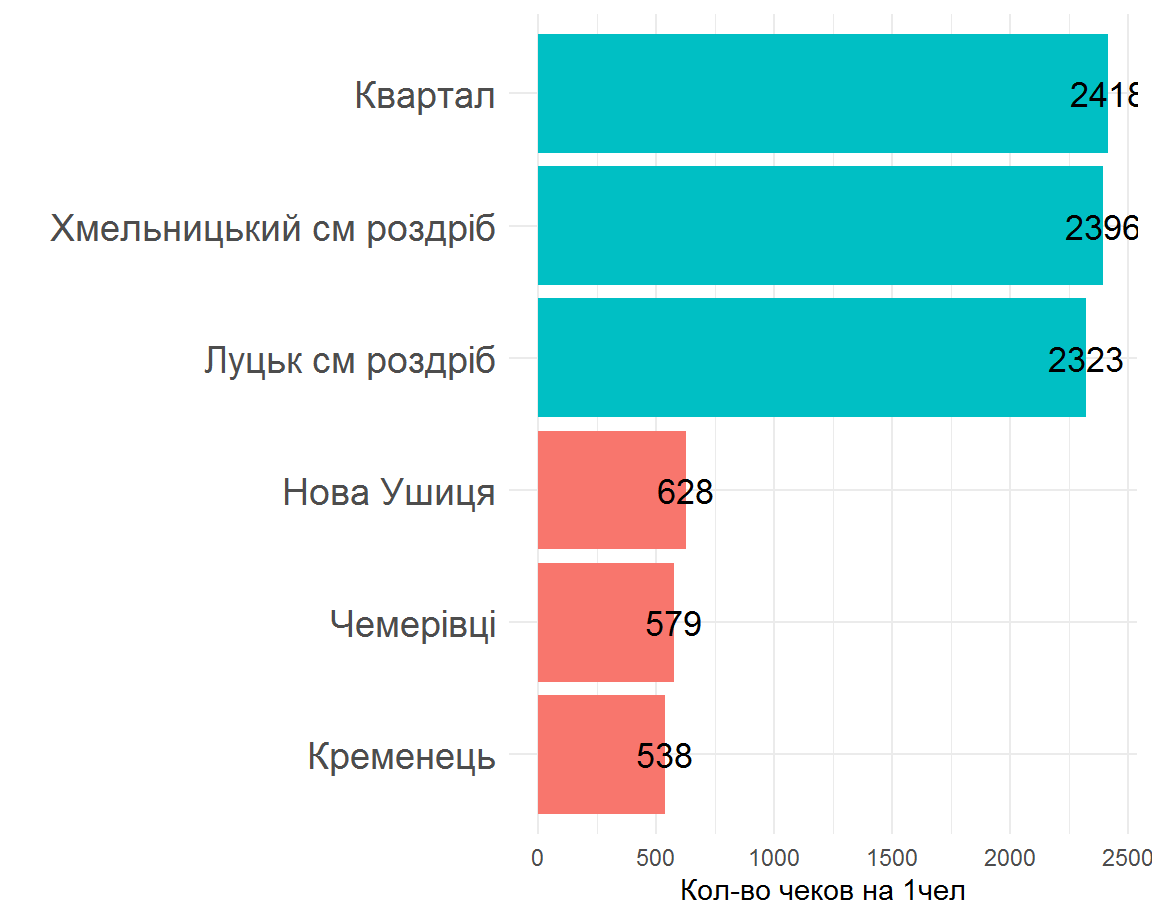 Квартал 2418
Хмельницький см роздріб 2396
Луцьк см роздріб 2323
Нова Ушиця 628
Чемерівці 579
Кременець 538
0 500 1000 1500 2000 2500
Кол-во чеков на 1чел